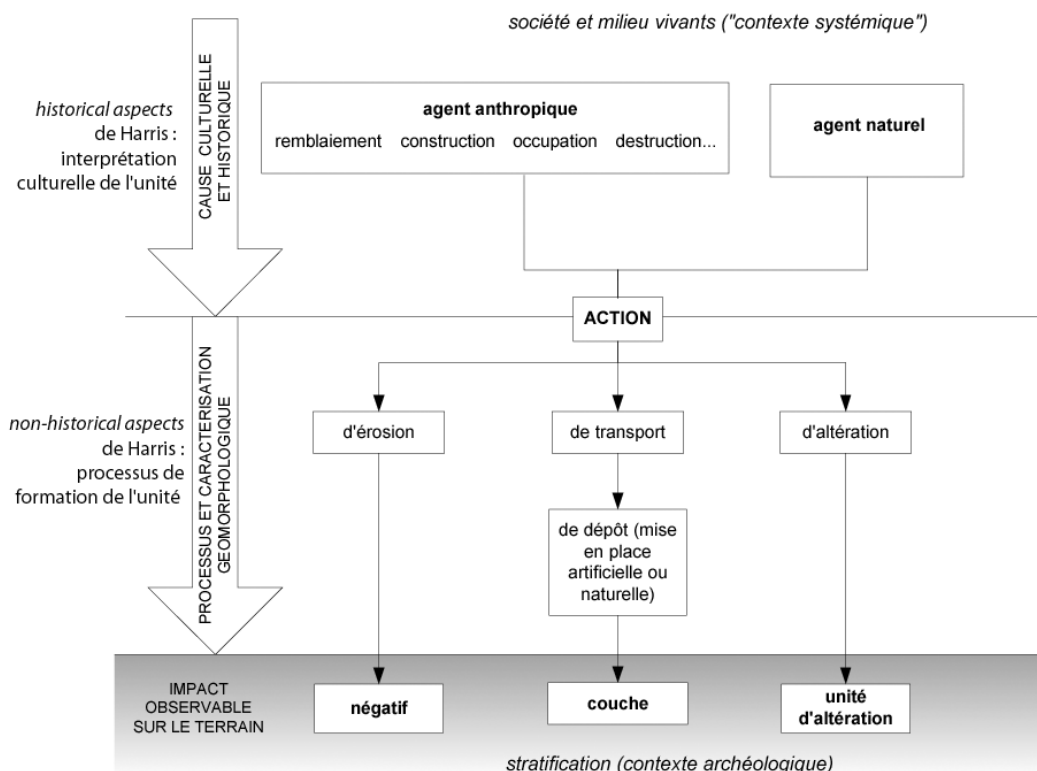 société et milieu vivants ("contexte systémique")
historical aspects
de Harris :
interprétation
culturelle de l'unité
CAUSE CULTURELLE
ET HISTORIQUE
agent anthropique
remblaiement construction occupation destruction...
agent naturel
ACTION
non-historical aspects
de Harris :
processus de
formation de l'unité
PROCESSUS ET CARACTERISATION
GEOMORPHOLOGIQUE
d'érosion
de transport
d'altération
de dépôt (mise
en place
artificielle ou
naturelle)
IMPACT
OBSERVABLE
SUR LE TERRAIN
négatif
couche
unité
d'altération
stratification (contexte archéologique)